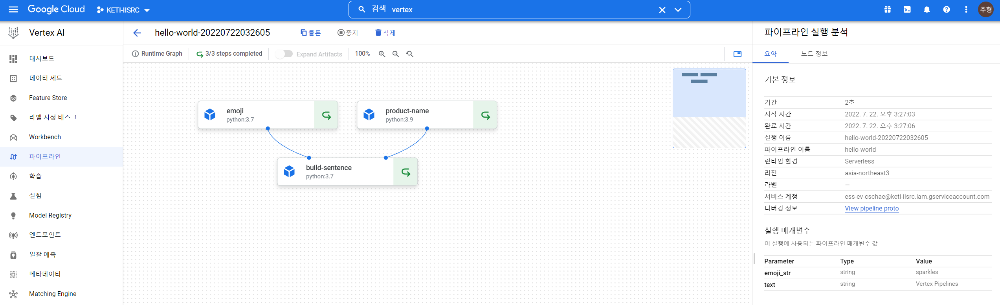 Google Cloud
KETI-IISRC
검색 vertex
주형
Vertex AI
대시보드
데이터 세트
Feature Store
라벨 지정 태스크
Workbench
파이프라인
학습
실험
Model Registry
엔드포인트
일괄 예측
메타데이터
Matching Engine
hello-world-20220722032605
클론
중지
삭제
Runtime Graph
3/3 steps completed
Expand Artifacts
100%
emoji
python:3.7
product-name
python:3.9
build-sentence
python:3.7
파이프라인 실행 분석
요약 노드 정보
기본 정보
기간 2초
시작 시간 2022. 7. 22. 오후 3:27:03
완료 시간 2022. 7. 22. 오후 3:27:06
실행 이름 hello-world-20220722032605
파이프라인 이름 hello-world
런타임 환경 Serverless
리전 asia-northeast3
라벨 —
서비스 계정 ess-ev-cschae@keti-iisrc.iam.gserviceaccount.com
디버깅 정보 View pipeline proto
실행 매개변수
이 실행에 사용되는 파이프라인 매개변수 값
Parameter Type Value
emoji_str string sparkles
text string Vertex Pipelines